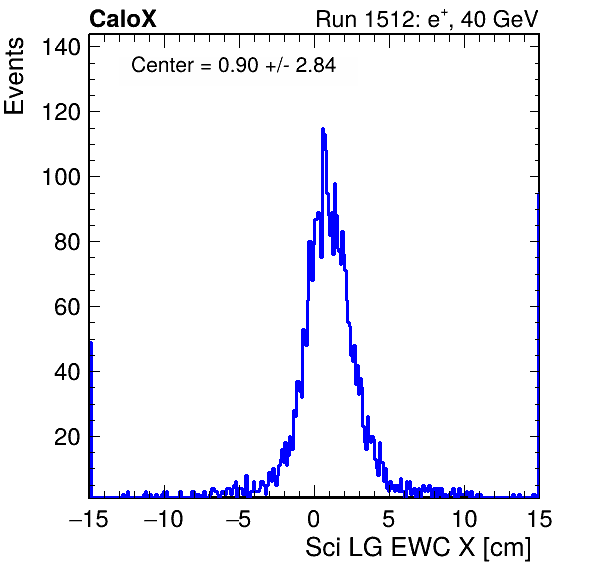 CaloX
Run 1512: e+, 40 GeV
Events
Center = 0.90 +/- 2.84
140
120
100
80
60
40
20
−15 −10 −5 0 5 10 15
Sci LG EWC X [cm]